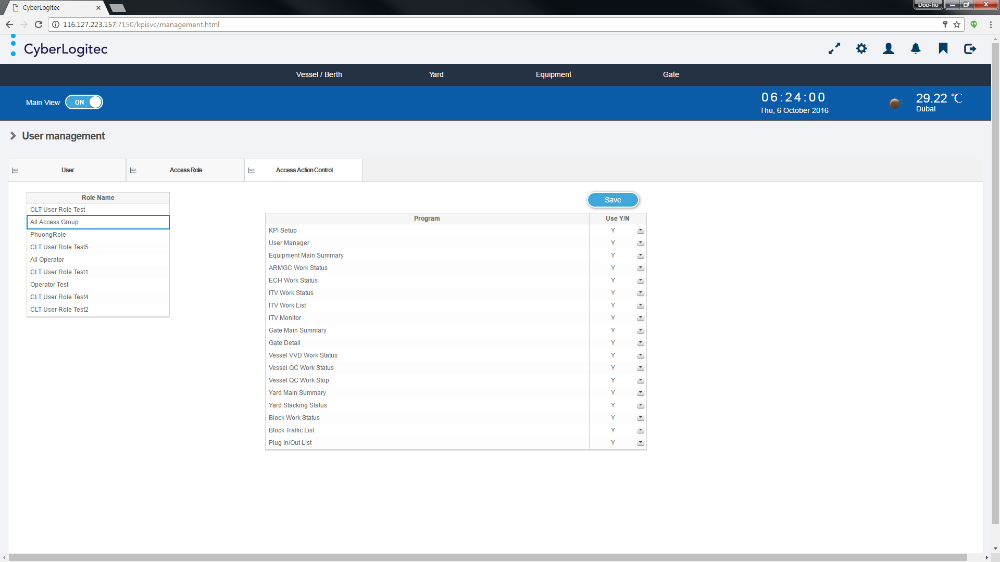 CyberLogitec
Doo-ho
116.127.223.157:7150/kpisvc/management.html
CyberLogitec
Vessel / Berth Yard Equipment Gate
Main View ON
06:24:00
Thu, 6 October 2016
29.22 ℃
Dubai
User management
User Access Role Access Action Control
Role Name
CLT User Role Test
All Access Group
PhuongRole
CLT User Role Test5
All Operator
CLT User Role Test1
Operator Test
CLT User Role Test4
CLT User Role Test2
Save
Program Use Y/N
KPI Setup Y
User Manager Y
Equipment Main Summary Y
ARMGC Work Status Y
ECH Work Status Y
ITV Work Status Y
ITV Work List Y
ITV Monitor Y
Gate Main Summary Y
Gate Detail Y
Vessel VVD Work Status Y
Vessel QC Work Status Y
Vessel QC Work Stop Y
Yard Main Summary Y
Yard Stacking Status Y
Block Work Status Y
Block Traffic List Y
Plug In/Out List Y